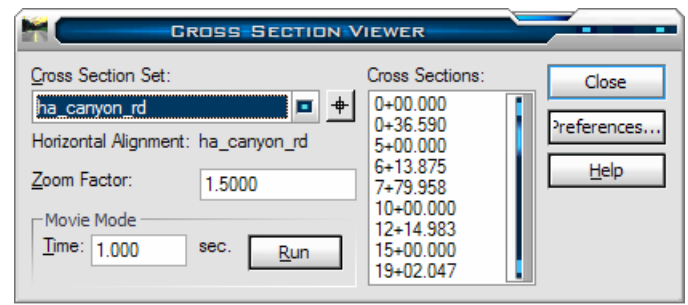 Cross Section Viewer
Cross Section Set:
ha_canyon_rd
Horizontal Alignment: ha_canyon_rd
Zoom Factor: 1.5000
Movie Mode
Time: 1.000 sec. Run
Cross Sections:
0+00.000
0+36.590
5+00.000
6+13.875
7+79.958
10+00.000
12+14.983
15+00.000
19+02.047
Close
Preferences...
Help